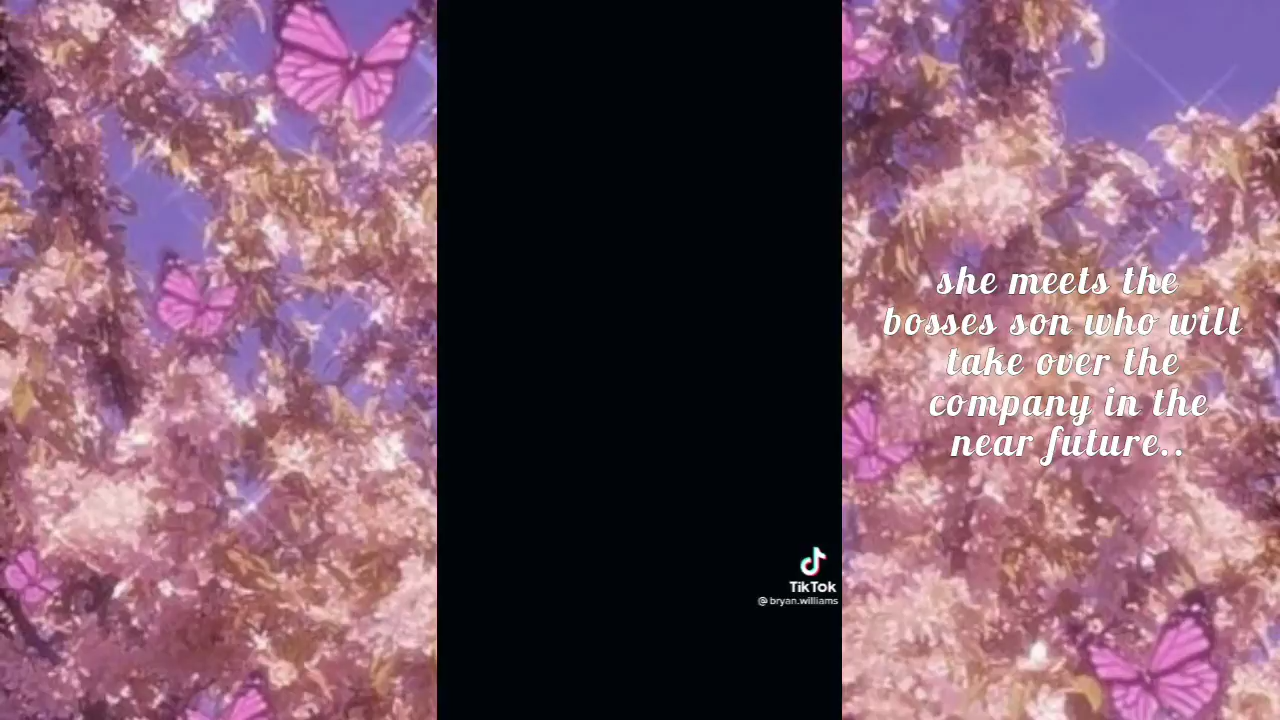 she meets the
bosses son who will
take over the
company in the
near future..
TikTok
@bryan.williams